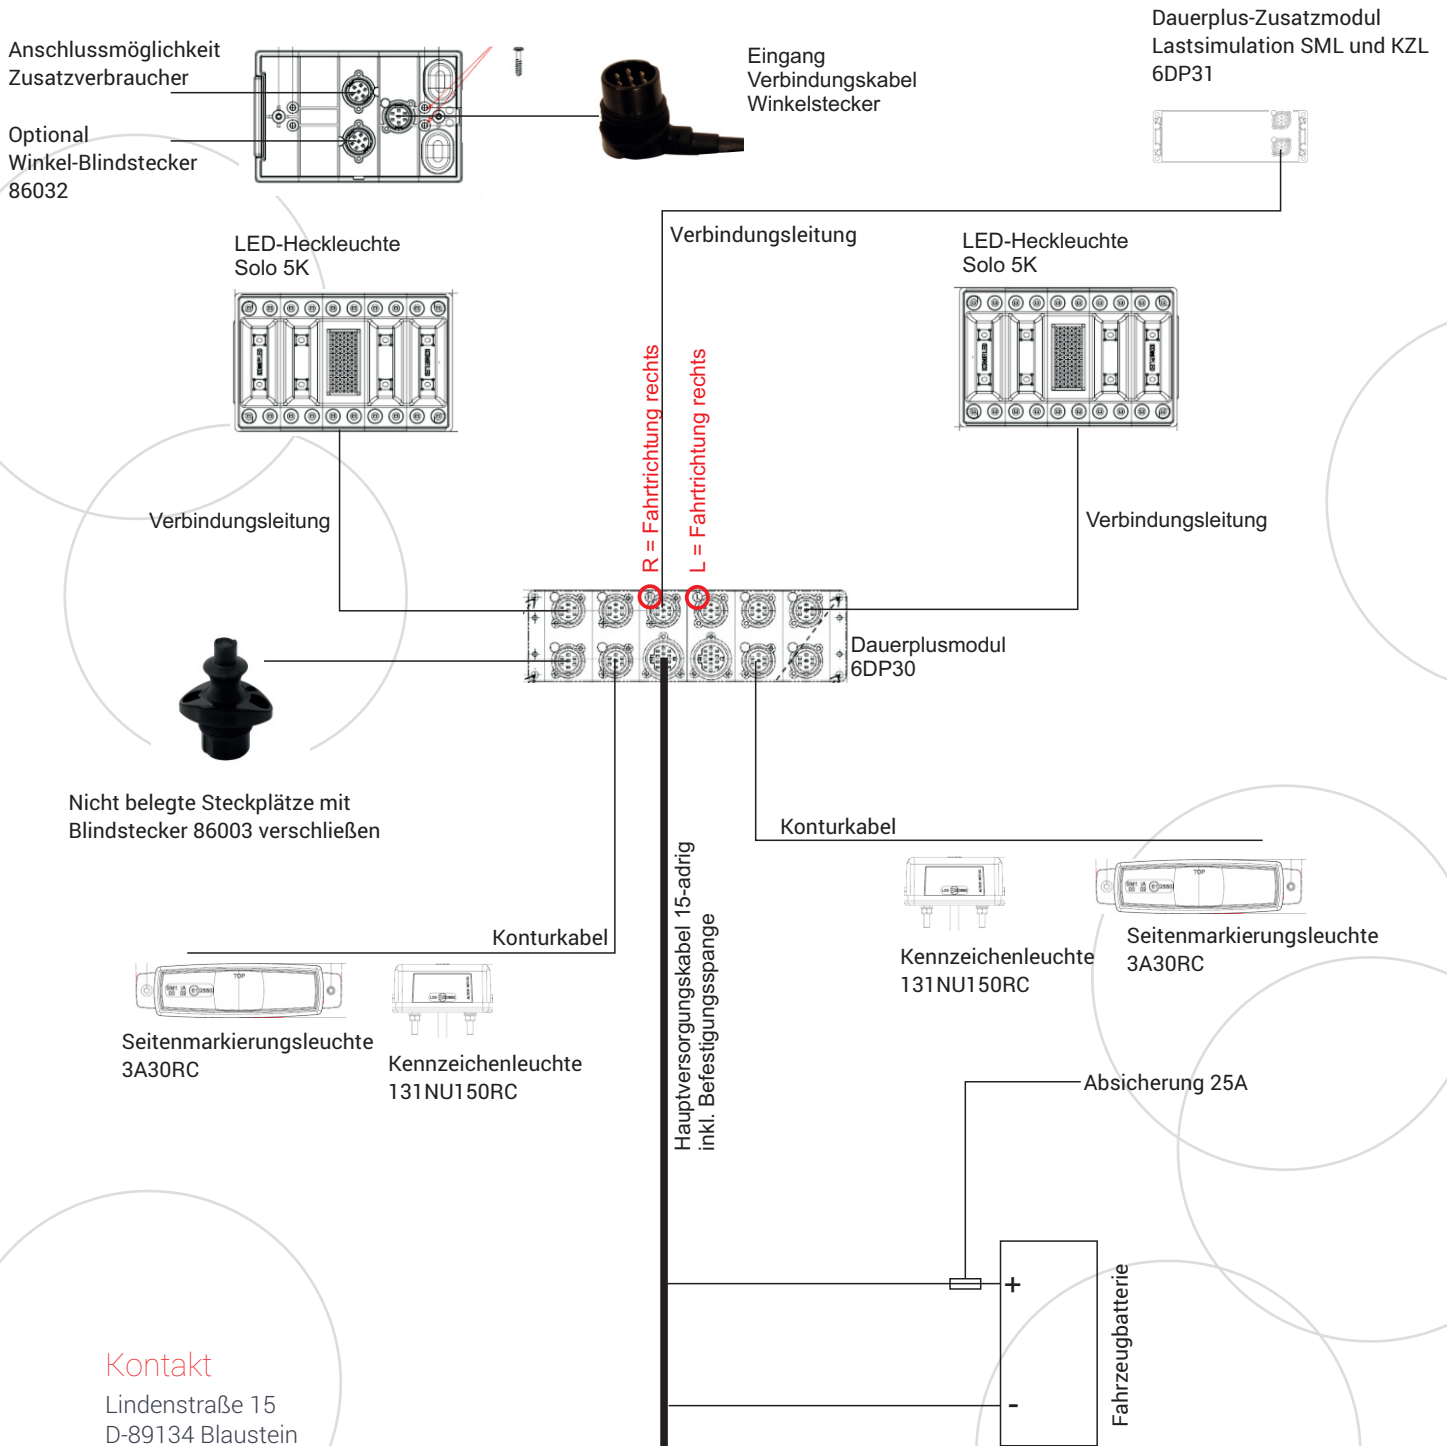 Anschlussmöglichkeit
Zusatzverbraucher
Optional
Winkel-Blindstecker
86032
Eingang
Verbindungskabel
Winkelstecker
Dauerplus-Zusatzmodul
Lastsimulation SML und KZL
6DP31
LED-Heckleuchte
Solo 5K
Verbindungsleitung
LED-Heckleuchte
Solo 5K
R = Fahrtrichtung rechts
L = Fahrtrichtung rechts
Verbindungsleitung
Verbindungsleitung
Dauerplusmodul
6DP30
Nicht belegte Steckplätze mit
Blindstecker 86003 verschließen
Konturkabel
Hauptversorgungskabel 15-adrig
inkl. Befestigungsspange
Kennzeichenleuchte
131NU150RC
TOP
Seitenmarkierungsleuchte
3A30RC
Konturkabel
TOP
Seitenmarkierungsleuchte
3A30RC
Kennzeichenleuchte
131NU150RC
Absicherung 25A
+
-
Fahrzeugbatterie
Kontakt
Lindenstraße 15
D-89134 Blaustein